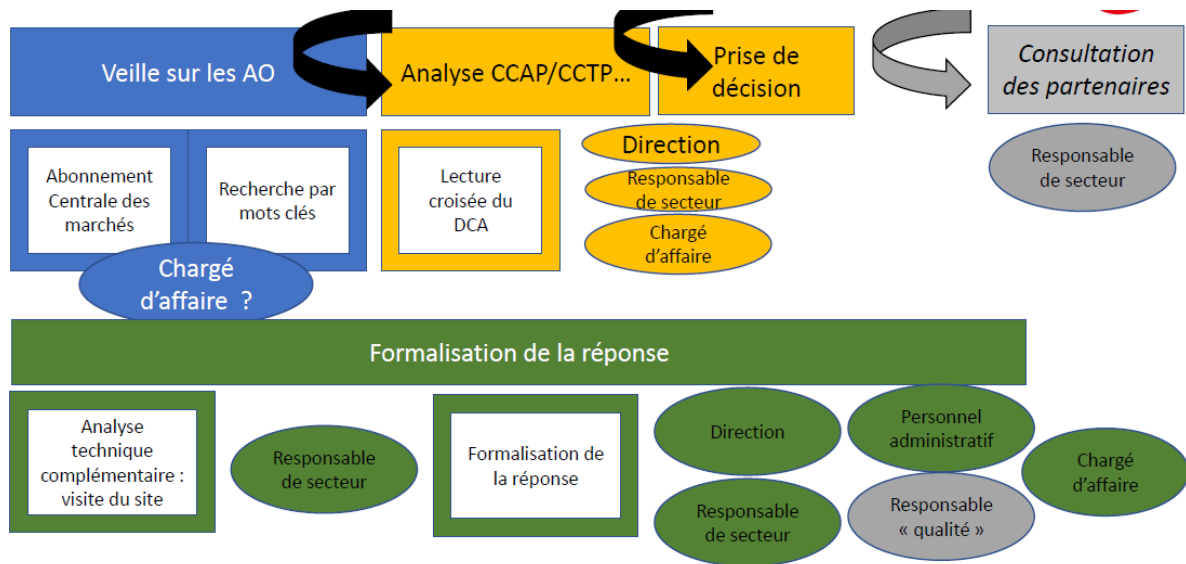 Veille sur les AO
Analyse CCAP/CCTP...
Prise de
décision
Consultation
des partenaires
Abonnement
Centrale des
marchés
Recherche par
mots clés
Chargé
d'affaire ?
Lecture
croisée du
DCA
Direction
Responsable
de secteur
Chargé
d'affaire
Responsable
de secteur
Formalisation de la réponse
Analyse
technique
complémentaire :
visite du site
Responsable
de secteur
Formalisation de
la réponse
Direction
Responsable
de secteur
Personnel
administratif
Responsable
« qualité »
Chargé
d'affaire